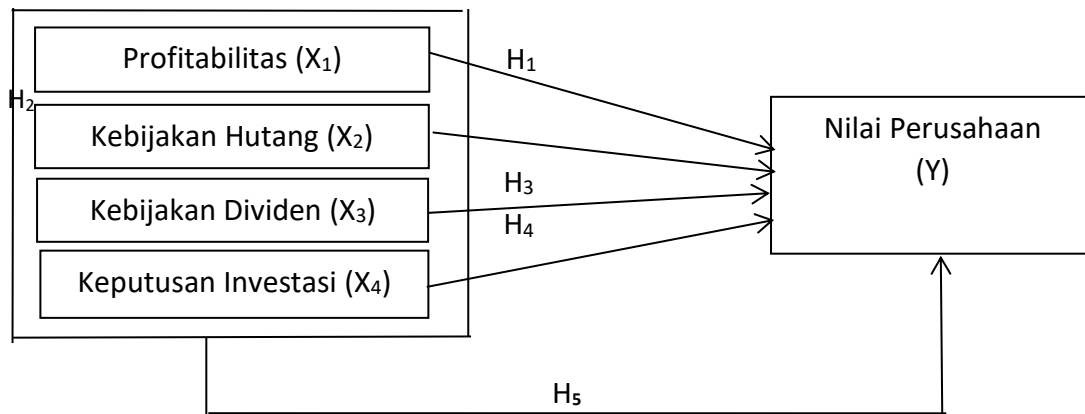 Profitabilitas (X₁)
H₁
H₂
Kebijakan Hutang (X₂)
Nilai Perusahaan
(Y)
H₃
Kebijakan Dividen (X₃)
H₄
Keputusan Investasi (X₄)
H₅